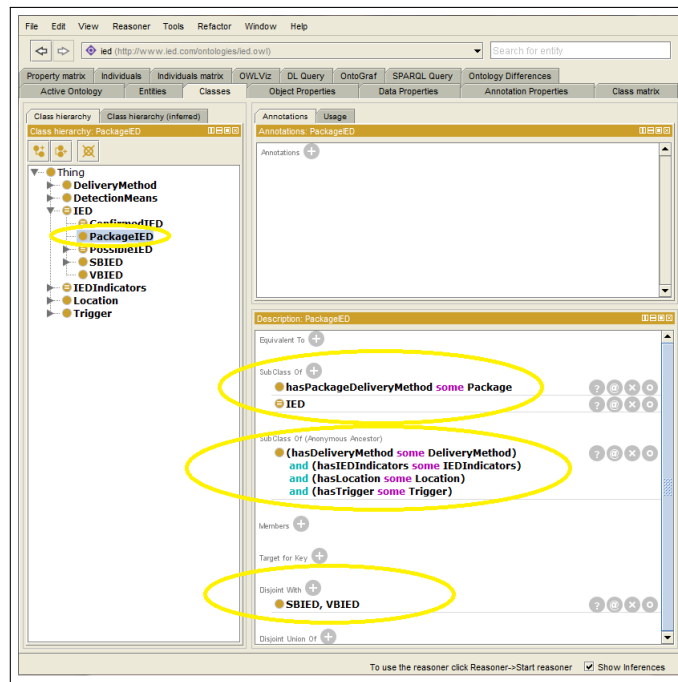 File Edit View Reasoner Tools Refactor Window Help
ied (http://www.ied.com/ontologies/ied.owl)
Search for entity
Property matrix Individuals Individuals matrix OWLViz DL Query OntoGraf SPARQL Query Ontology Differences
Active Ontology Entities Classes Object Properties Data Properties Annotation Properties Class matrix
Class hierarchy Class hierarchy (inferred)
Class hierarchy: PackageIED
Thing
DeliveryMethod
DetectionMeans
IED
ConfirmedIED
PackageIED
PossibleIED
SBIED
VBIED
IEDIndicators
Location
Trigger
Annotations Usage
Annotations: PackageIED
Annotations
Description: PackageIED
Equivalent To
SubClass Of
hasPackageDeliveryMethod some Package
IED
SubClass Of (Anonymous Ancestor)
(hasDeliveryMethod some DeliveryMethod)
and (hasIEDIndicators some IEDIndicators)
and (hasLocation some Location)
and (hasTrigger some Trigger)
Members
Target for Key
Disjoint With
SBIED, VBIED
Disjoint Union Of
To use the reasoner click Reasoner->Start reasoner Show Inferences